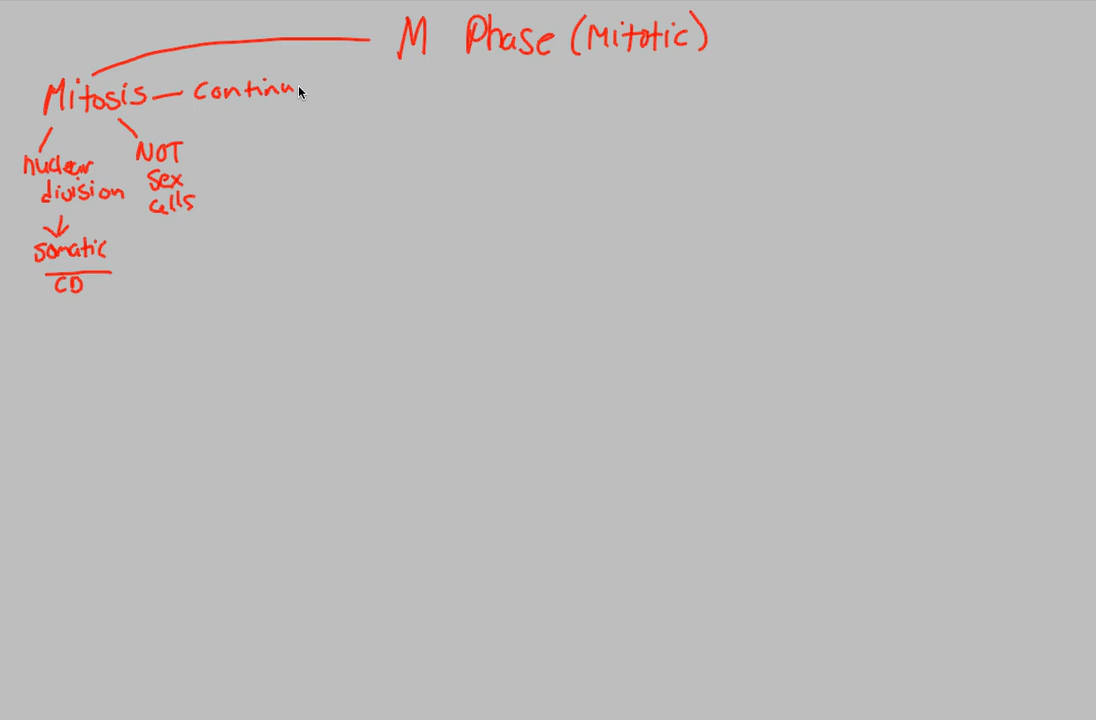 M Phase (Mitotic)
Mitosis — continu
nuclear
division
NOT
sex
cells
somatic
CD